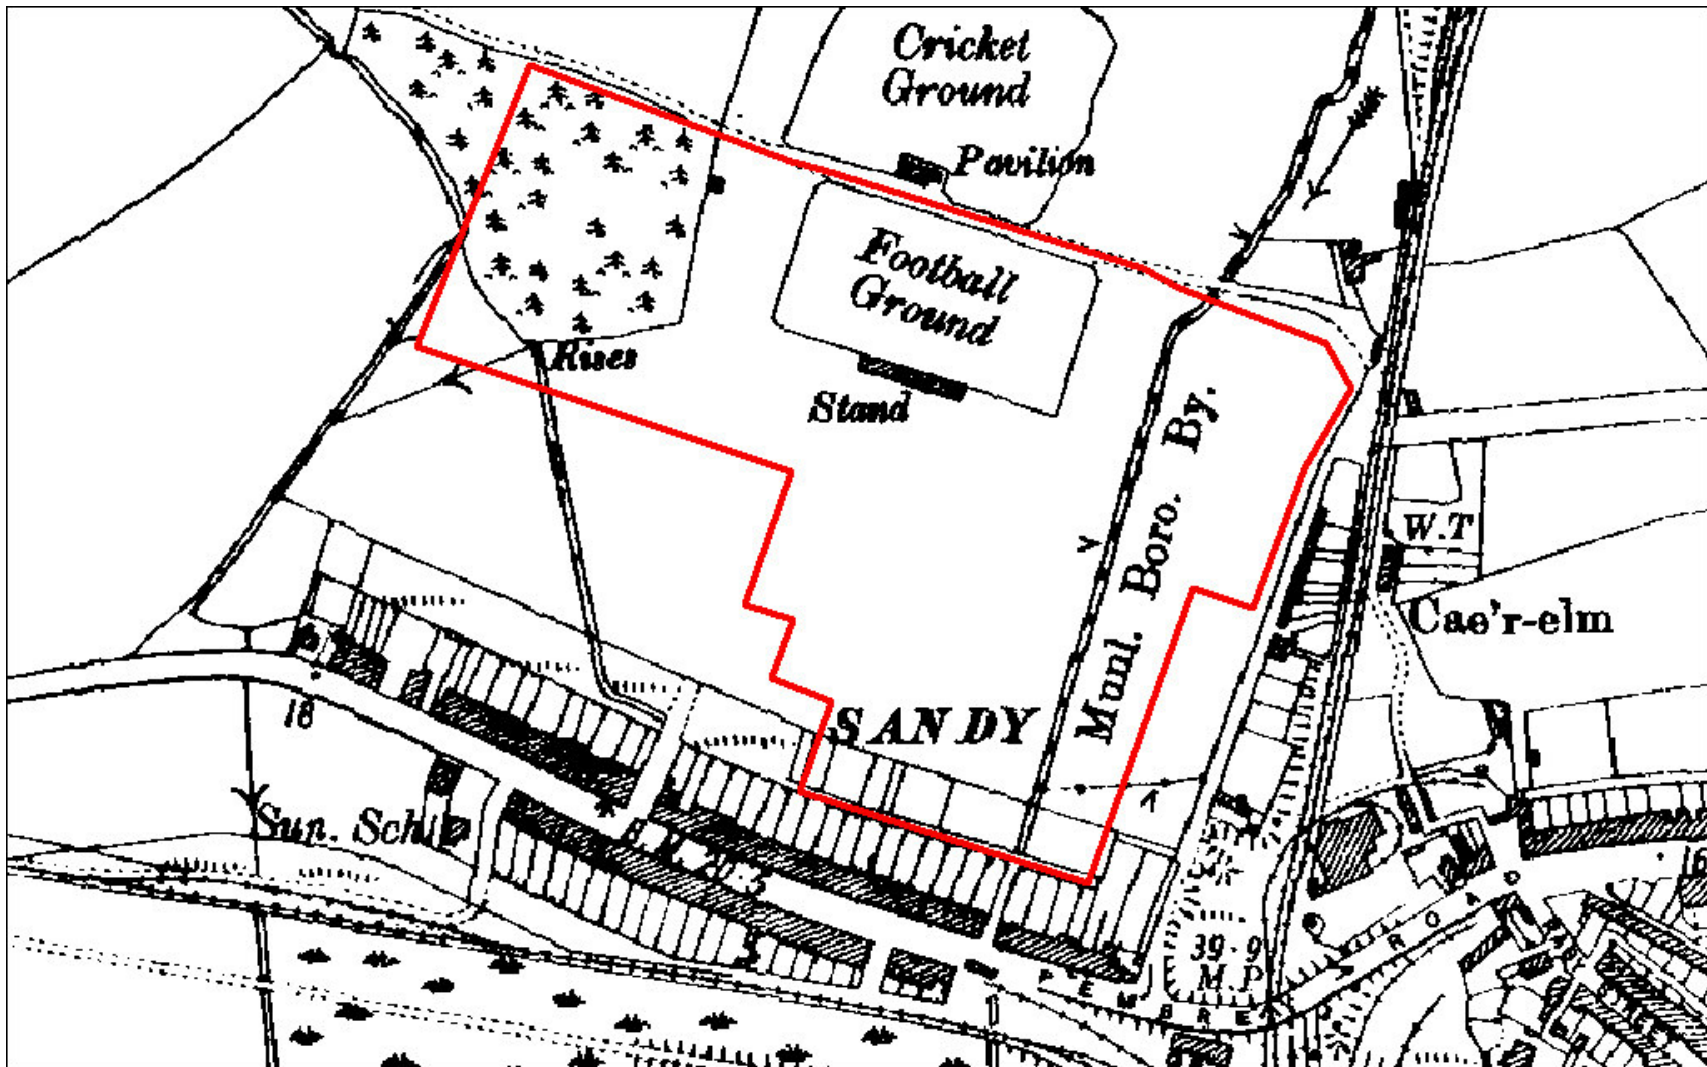 Cricket
Ground
Pavilion
Football
Ground
Rises
Stand
Munl. Boro. By.
W.T
Cae'r-elm
SANDY
18
Sun. Sch.
39·9
M P
PEMBREY ROAD
16